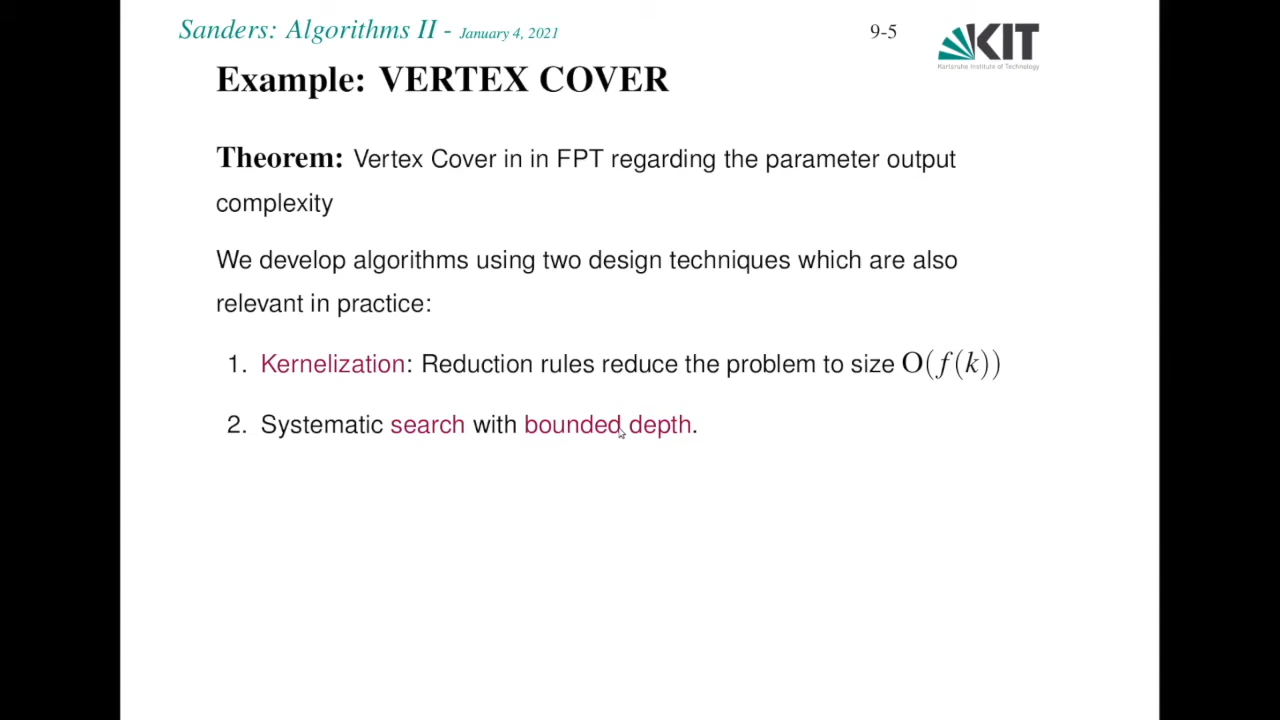 Sanders: Algorithms II - January 4, 2021
9-5
KIT
Karlsruhe Institute of Technology
Example: VERTEX COVER
Theorem: Vertex Cover in in FPT regarding the parameter output
complexity
We develop algorithms using two design techniques which are also
relevant in practice:
1. Kernelization: Reduction rules reduce the problem to size O(f(k))
2. Systematic search with bounded depth.